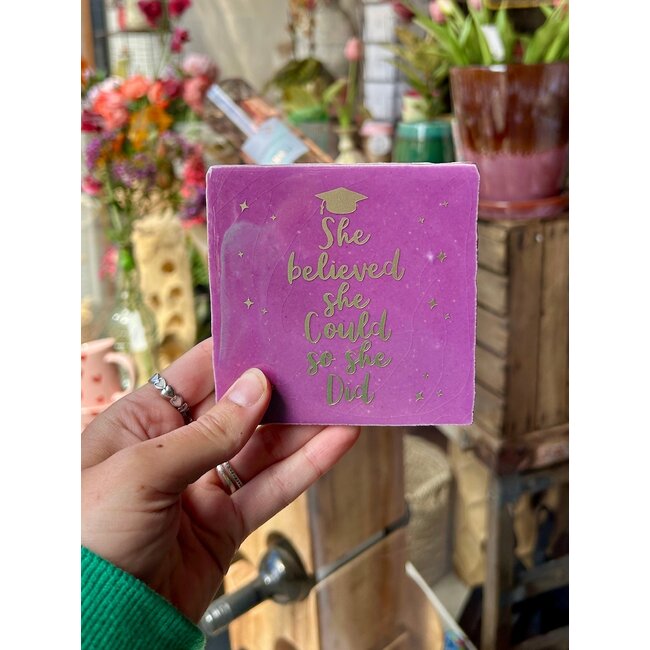 She
believed
she
Could
so she
Did